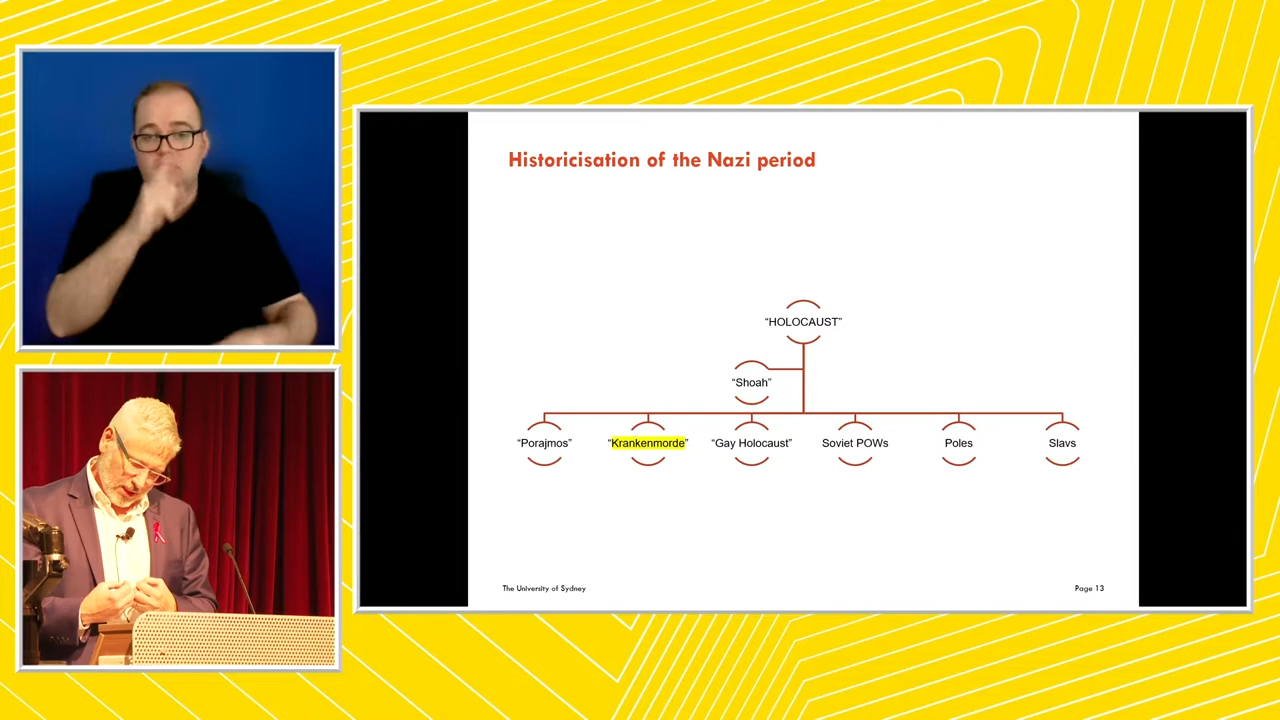 Historicisation of the Nazi period
“HOLOCAUST”
“Shoah”
“Porajmos” “Krankenmorde” “Gay Holocaust” Soviet POWs Poles Slavs
The University of Sydney Page 13